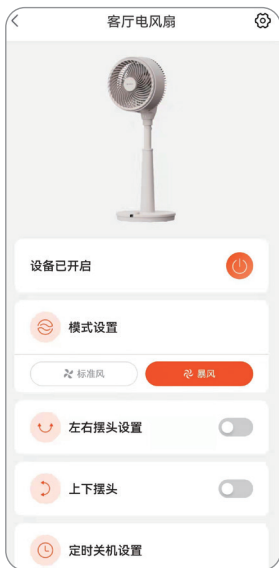 客厅电风扇
设备已开启
模式设置
标准风
暴风
左右摆头设置
上下摆头
定时关机设置